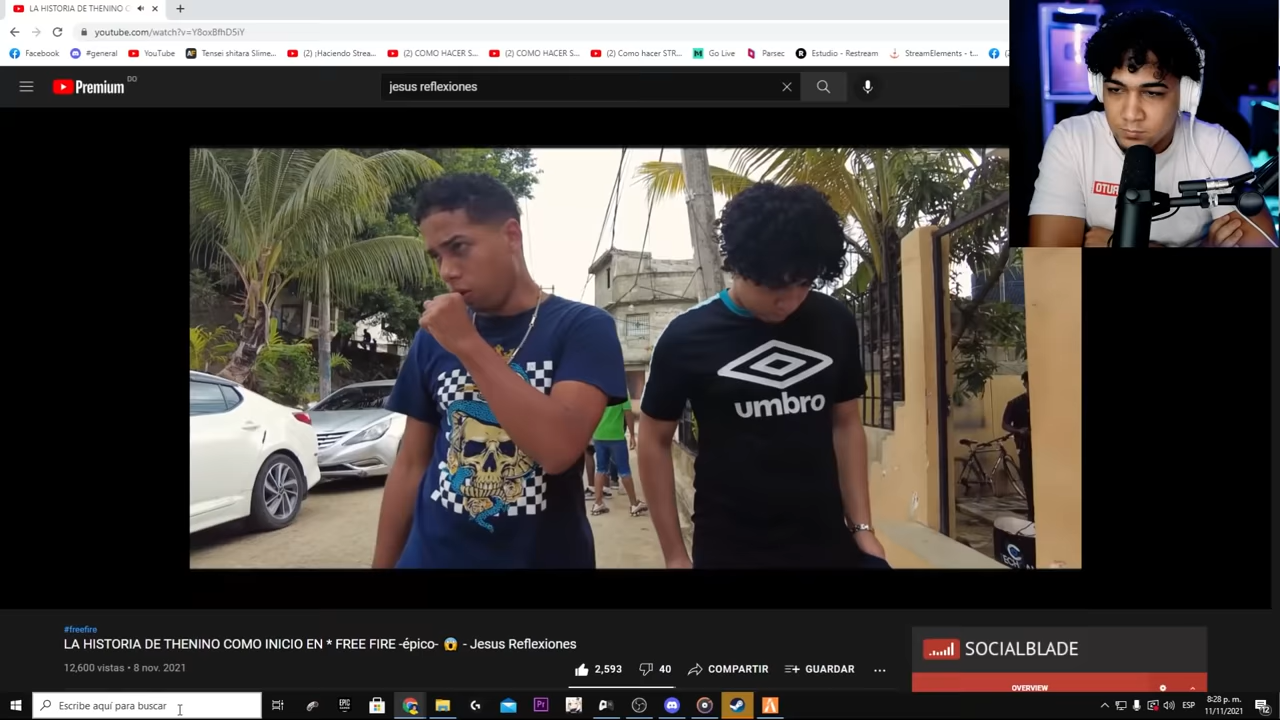 LA HISTORIA DE THENINO
youtube.com/watch?v=Y8oxBfhD5iY
Facebook
#general
YouTube
Tensei shitara Slime...
(2) ¡Haciendo Strea...
(2) COMO HACER S...
(2) COMO HACER S...
(2) Como hacer STR...
Go Live
Parsec
Estudio - Restream
StreamElements - t...
Premium DO
jesus reflexiones
umbro
#freefire
LA HISTORIA DE THENINO COMO INICIO EN * FREE FIRE -épico- 😱 - Jesus Reflexiones
12,600 vistas • 8 nov. 2021
2,593
40
COMPARTIR
GUARDAR
SOCIALBLADE
OVERVIEW
Escribe aquí para buscar
EPIC
Pr
ESP
8:28 p. m.
11/11/2021
12